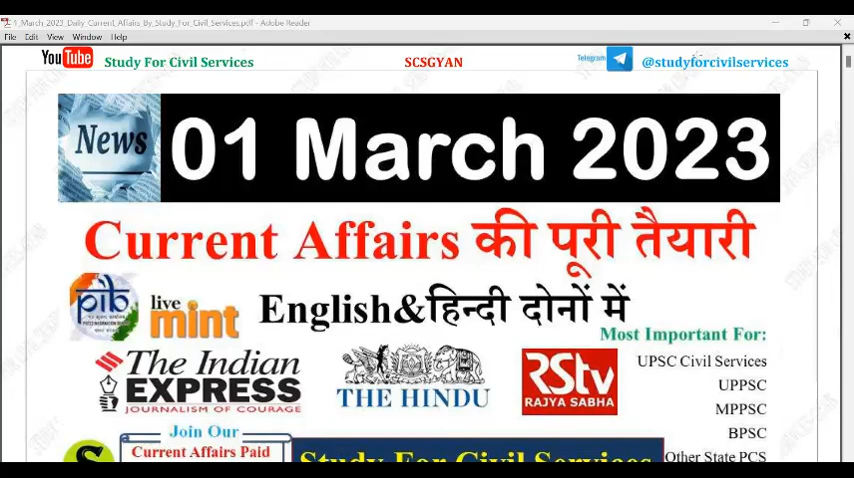 1_March_2023_Daily_Current_Affairs_By_Study_For_Civil_Services.pdf - Adobe Reader
File Edit View Window Help
YouTube Study For Civil Services SCSGYAN Telegram @studyforcivilservices
News 01 March 2023
Current Affairs की पूरी तैयारी
pib live mint English&हिन्दी दोनों में
Most Important For:
The Indian EXPRESS
JOURNALISM OF COURAGE
THE HINDU
RStv
RAJYA SABHA
UPSC Civil Services
UPPSC
MPPSC
BPSC
Other State PCS
Join Our
Current Affairs Paid
S
Study For Civil Services